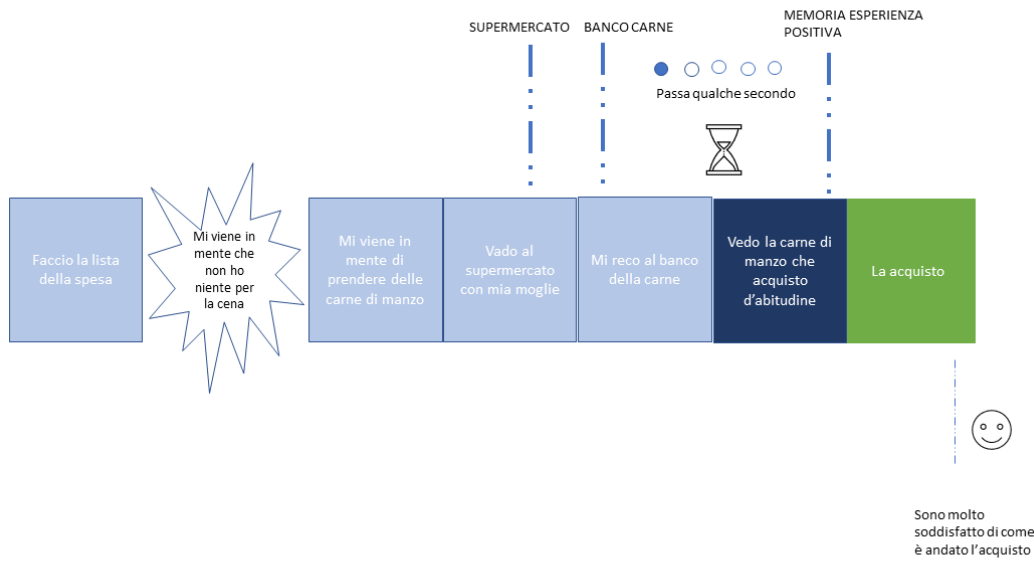 SUPERMERCATO
BANCO CARNE
MEMORIA ESPERIENZA
POSITIVA
Passa qualche secondo
Faccio la lista
della spesa
Mi viene in
mente che
non ho
niente per
la cena
Mi viene in
mente di
prendere delle
carne di manzo
Vado al
supermercato
con mia moglie
Mi reco al banco
della carne
Vedo la carne di
manzo che
acquisto
d'abitudine
La acquisto
Sono molto
soddisfatto di come
è andato l'acquisto